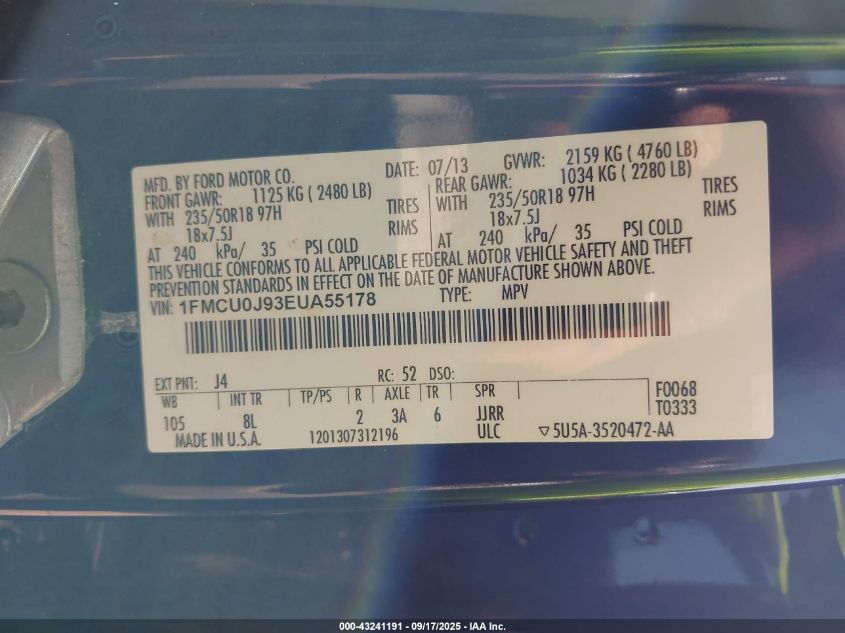 MFD. BY FORD MOTOR CO. DATE: 07/13 GVWR: 2159 KG ( 4760 LB)
FRONT GAWR: 1125 KG ( 2480 LB) REAR GAWR: 1034 KG ( 2280 LB)
WITH 235/50R18 97H TIRES WITH 235/50R18 97H TIRES
18x7.5J RIMS 18x7.5J RIMS
AT 240 kPa/ 35 PSI COLD AT 240 kPa/ 35 PSI COLD
THIS VEHICLE CONFORMS TO ALL APPLICABLE FEDERAL MOTOR VEHICLE SAFETY AND THEFT
PREVENTION STANDARDS IN EFFECT ON THE DATE OF MANUFACTURE SHOWN ABOVE.
VIN: 1FMCU0J93EUA55178 TYPE: MPV
EXT PNT: J4 RC: 52 DSO:
WB INT TR TP/PS R AXLE TR SPR F0068
105 8L 2 3A 6 JJRR T0333
MADE IN U.S.A. 1201307312196 ULC ▽5U5A-3520472-AA
000-43241191 - 09/17/2025 - IAA Inc.